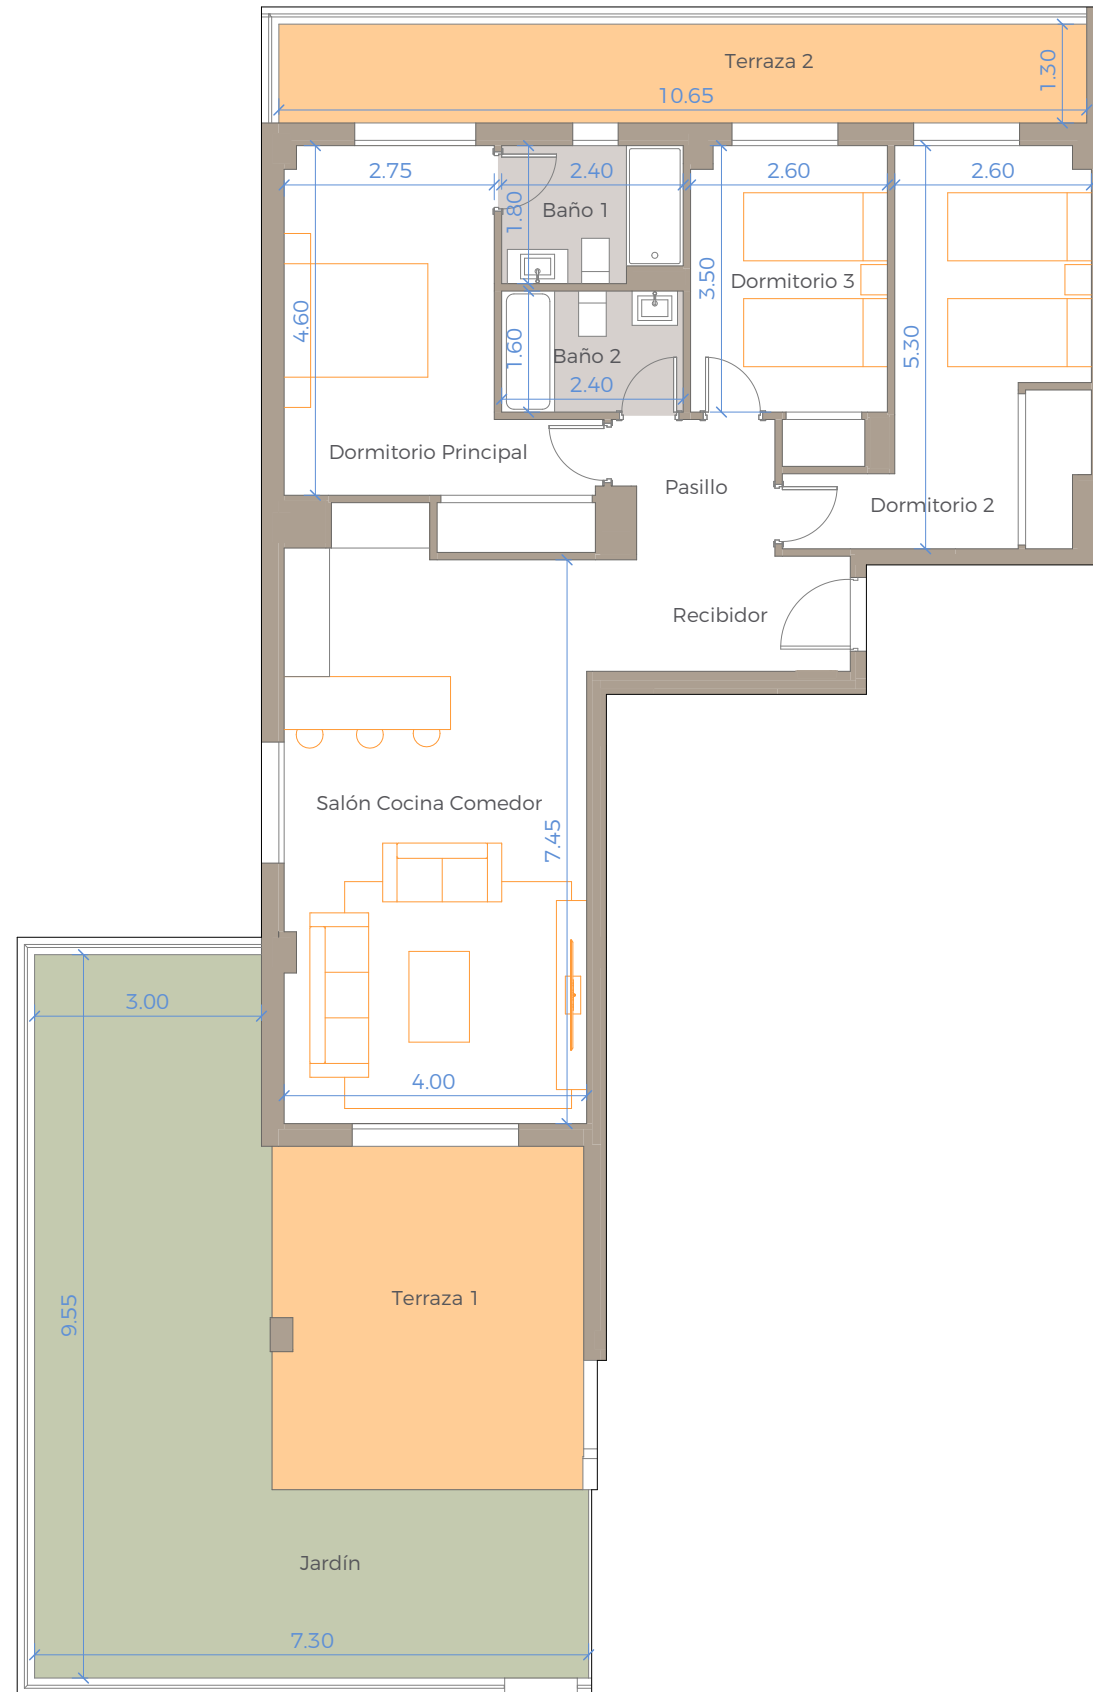 Terraza 2
1.30
10.65
2.75
2.40
2.60
2.60
1.80
Baño 1
3.50
Dormitorio 3
4.60
5.30
1.60
Baño 2
2.40
Dormitorio Principal
Pasillo
Dormitorio 2
Recibidor
Salón Cocina Comedor
7.45
3.00
4.00
9.55
Terraza 1
Jardín
7.30